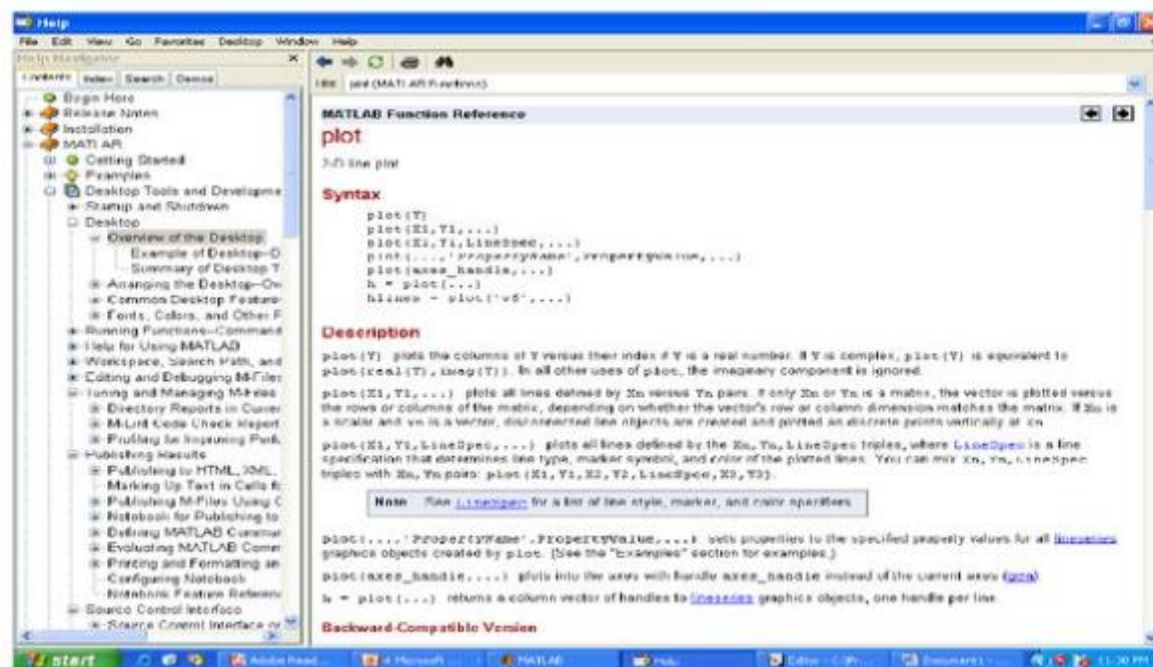 Help
File Edit View Go Favorites Desktop Window Help
Help Navigator
Contents Index Search Demos
Begin Here
Release Notes
Installation
MATLAB
Getting Started
Examples
Desktop Tools and Developme
Startup and Shutdown
Desktop
Overview of the Desktop
Example of Desktop--D
Summary of Desktop T
Arranging the Desktop--Ov
Common Desktop Feature
Fonts, Colors, and Other F
Running Functions--Command
Help for Using MATLAB
Workspace, Search Path, and
Editing and Debugging M-Files
Tuning and Managing M-Files
Directory Reports in Curren
M-Lint Code Check Report
Profiling for Improving Perfo
Publishing Results
Publishing to HTML, XML,
Marking Up Text in Cells fo
Publishing M-Files Using C
Notebook for Publishing to
Defining MATLAB Comman
Evaluating MATLAB Comm
Printing and Formatting an
Configuring Notebook
Notebook Feature Referenc
Source Control Interface
Source Control Interface or
Title: plot (MATLAB Functions)
MATLAB Function Reference
plot
2-D line plot
Syntax
plot(Y)
plot(X1,Y1,...)
plot(X1,Y1,LineSpec,...)
plot(...,'PropertyName',PropertyValue,...)
plot(axes_handle,...)
h = plot(...)
hlines = plot('v6',...)
Description
plot(Y) plots the columns of Y versus their index if Y is a real number. If Y is complex, plot(Y) is equivalent to
plot(real(Y),imag(Y)). In all other uses of plot, the imaginary component is ignored.
plot(X1,Y1,...) plots all lines defined by Xn versus Yn pairs. If only Xn or Yn is a matrix, the vector is plotted versus
the rows or columns of the matrix, depending on whether the vector's row or column dimension matches the matrix. If Xn is
a scalar and Yn is a vector, disconnected line objects are created and plotted as discrete points vertically at Xn.
plot(X1,Y1,LineSpec,...) plots all lines defined by the Xn,Yn,LineSpec triples, where LineSpec is a line
specification that determines line type, marker symbol, and color of the plotted lines. You can mix Xn,Yn,LineSpec
triples with Xn,Yn pairs: plot(X1,Y1,X2,Y2,LineSpec,X3,Y3).
Note See LineSpec for a list of line style, marker, and color specifiers.
plot(...,'PropertyName',PropertyValue,...) sets properties to the specified property values for all lineseries
graphics objects created by plot. (See the "Examples" section for examples.)
plot(axes_handle,...) plots into the axes with handle axes_handle instead of the current axes (gca).
h = plot(...) returns a column vector of handles to lineseries graphics objects, one handle per line.
Backward-Compatible Version
start
Adobe Read...
Microsoft
MATLAB
Help
Editor - C:\Pr...
Document1 -
11:30 PM